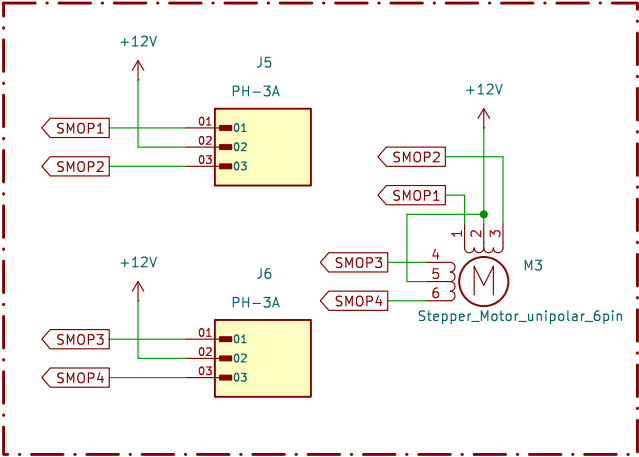 +12V
J5
PH-3A
SMOP1
01
01
02
02
SMOP2
03
03
+12V
SMOP2
SMOP1
1
2
3
SMOP3
4
5
6
SMOP4
M
M3
Stepper_Motor_unipolar_6pin
+12V
J6
PH-3A
SMOP3
01
01
02
02
SMOP4
03
03